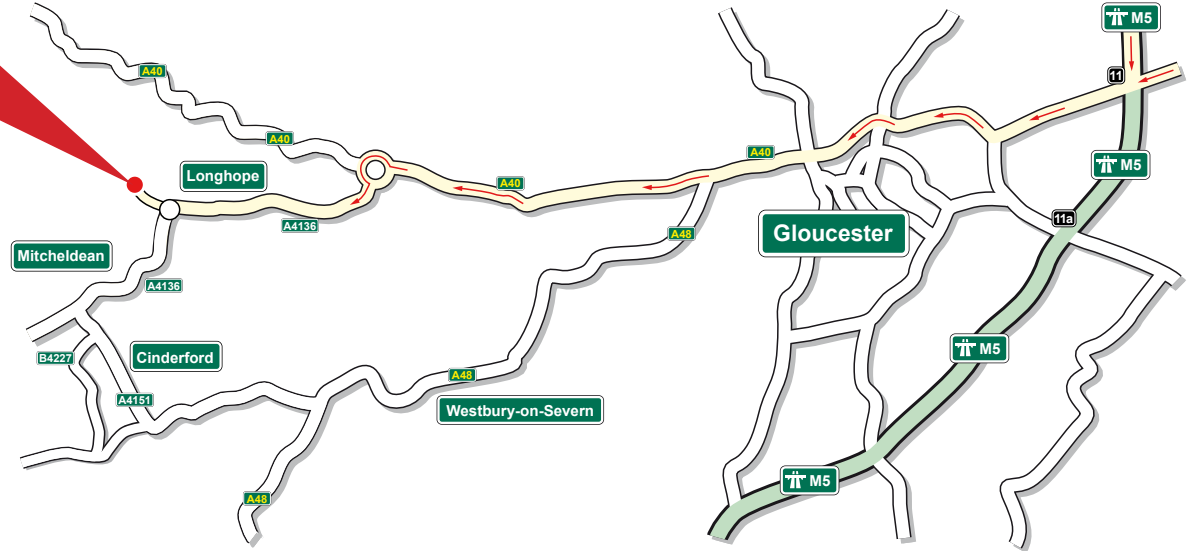 M5
A40
11
A40
A40
M5
Longhope
A40
11a
A4136
Gloucester
A48
Mitcheldean
A4136
M5
B4227
Cinderford
A48
A4151
Westbury-on-Severn
M5
A48